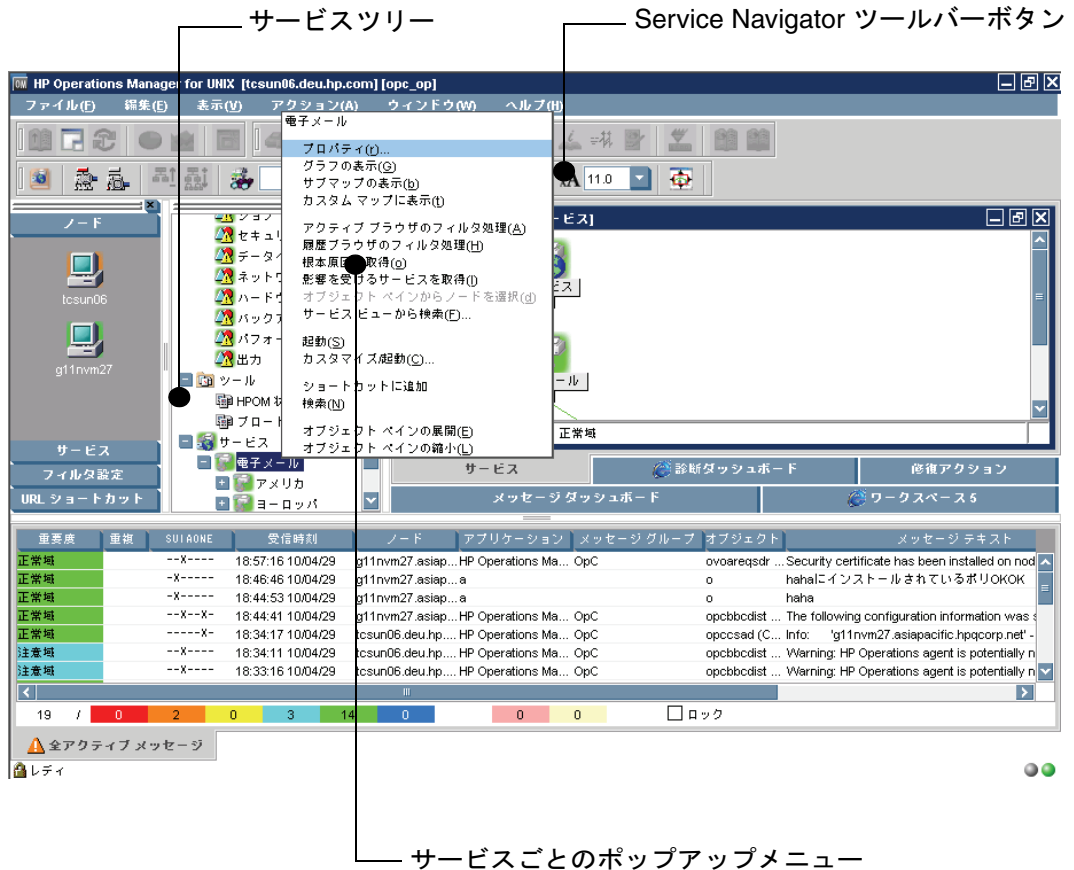 サービスツリー
Service Navigator ツールバーボタン
HP Operations Manager for UNIX [tcsun06.deu.hp.com] [opc_op]
ファイル(F) 編集(E) 表示(V) アクション(A) ウィンドウ(W) ヘルプ(H)
電子メール
プロパティ(r)...
グラフの表示(G)
サブマップの表示(b)
カスタム マップに表示(t)
アクティブ ブラウザのフィルタ処理(A)
履歴ブラウザのフィルタ処理(H)
根本原因 取得(o)
影響を受けるサービスを取得(I)
オブジェクト ペインからノードを選択(d)
サービス ビューから検索(F)...
起動(S)
カスタマイズ/起動(C)...
ショートカットに追加
検索(N)
オブジェクト ペインの展開(E)
オブジェクト ペインの縮小(L)
11.0
ノード
tcsun06
g11nvm27
サービス
フィルタ設定
URL ショートカット
ジョブ
セキュリ
データベ
ネットワ
ハードウ
バックア
パフォー
出力
ツール
HPOM 状
ブロード
サービス
電子メール
アメリカ
ヨーロッパ
ービス]
ビス
ール
正常域
サービス 診断ダッシュボード 修復アクション
メッセージ ダッシュボード ワークスペース 5
重要度 重複 SUIAONE 受信時刻 ノード アプリケーション メッセージ グループ オブジェクト メッセージ テキスト
正常域 --X---- 18:57:16 10/04/29 g11nvm27.asiap... HP Operations Ma... OpC ovoareqsdr ... Security certificate has been installed on nod
正常域 -X----- 18:46:46 10/04/29 g11nvm27.asiap... a o hahaにインストールされているポリOKOK
正常域 -X----- 18:44:53 10/04/29 g11nvm27.asiap... a o haha
正常域 --X--X- 18:44:41 10/04/29 g11nvm27.asiap... HP Operations Ma... OpC opcbbcdist ... The following configuration information was s
正常域 -----X- 18:34:17 10/04/29 tcsun06.deu.hp.... HP Operations Ma... OpC opccsad (C... Info: 'g11nvm27.asiapacific.hpqcorp.net' -
注意域 --X---- 18:34:11 10/04/29 tcsun06.deu.hp.... HP Operations Ma... OpC opcbbcdist ... Warning: HP Operations agent is potentially n
注意域 --X---- 18:33:16 10/04/29 tcsun06.deu.hp.... HP Operations Ma... OpC opcbbcdist ... Warning: HP Operations agent is potentially n
19 / 0 2 0 3 14 0 0 0 ロック
全アクティブ メッセージ
レディ
サービスごとのポップアップメニュー